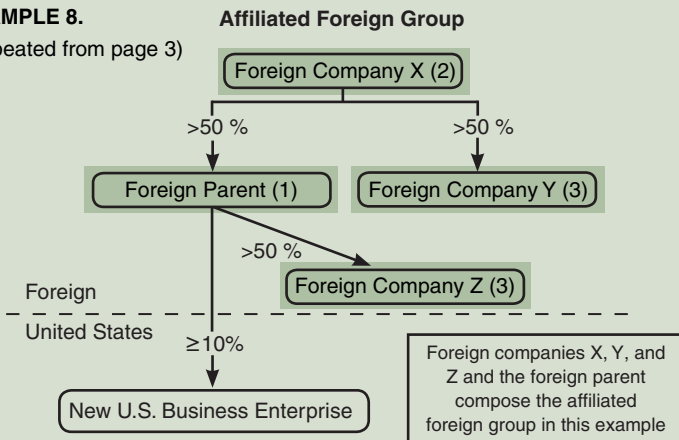 MPLE 8.
Affiliated Foreign Group
eated from page 3)
Foreign Company X (2)
>50 %
>50 %
Foreign Parent (1)
Foreign Company Y (3)
>50 %
Foreign Company Z (3)
Foreign
United States
≥10%
New U.S. Business Enterprise
Foreign companies X, Y, and
Z and the foreign parent
compose the affiliated
foreign group in this example